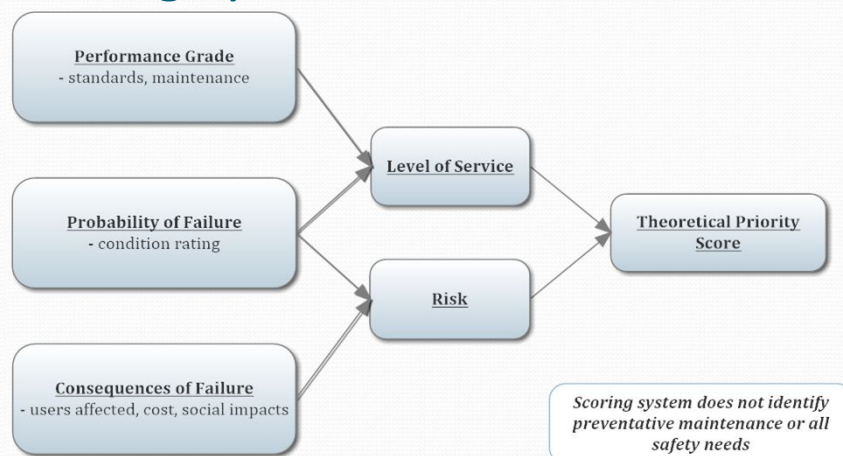 Performance Grade
- standards, maintenance
Level of Service
Probability of Failure
- condition rating
Theoretical Priority
Score
Risk
Consequences of Failure
- users affected, cost, social impacts
Scoring system does not identify
preventative maintenance or all
safety needs